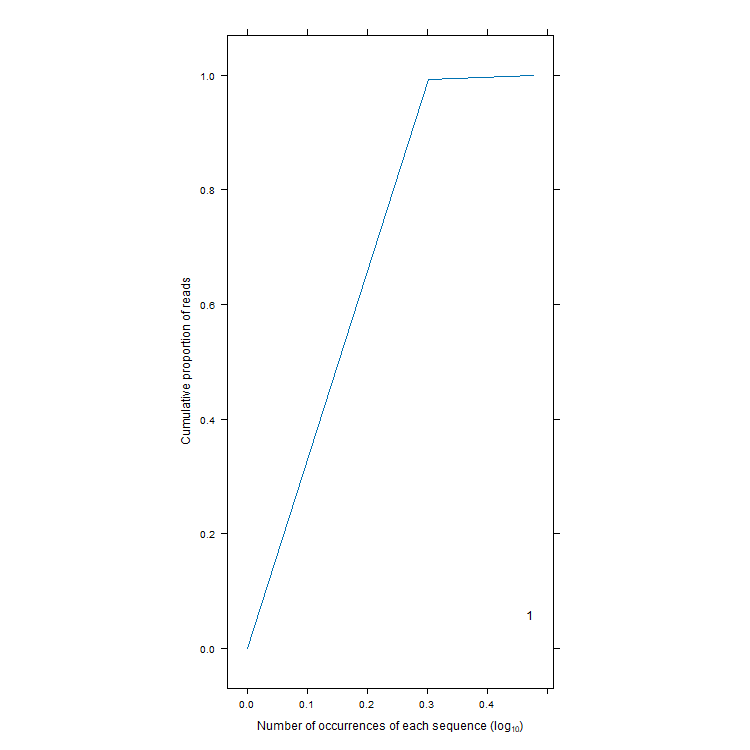 1.0
0.8
0.6
0.4
0.2
0.0
Cumulative proportion of reads
1
0.0 0.1 0.2 0.3 0.4
Number of occurrences of each sequence (log₁₀)